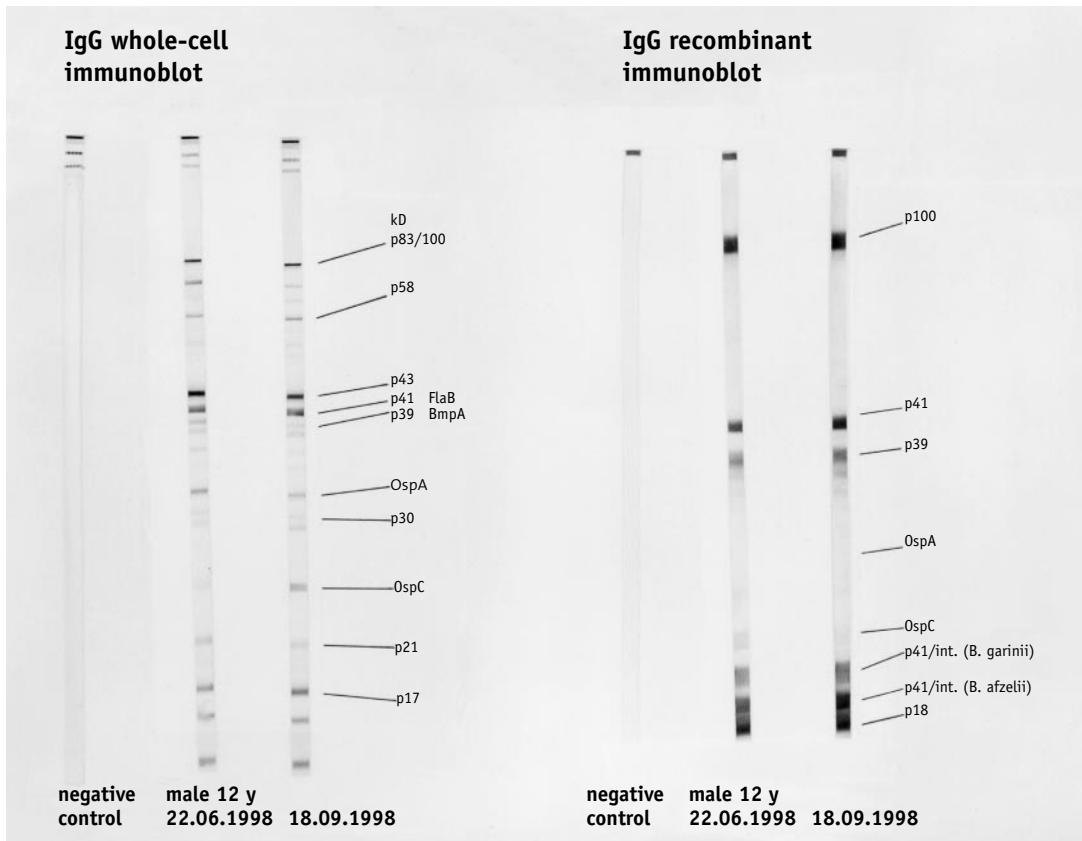 IgG whole-cell
immunoblot
kD
p83/100
p58
p43
p41 FlaB
p39 BmpA
OspA
p30
OspC
p21
p17
negative male 12 y
control 22.06.1998 18.09.1998
IgG recombinant
immunoblot
p100
p41
p39
OspA
OspC
p41/int. (B. garinii)
p41/int. (B. afzelii)
p18
negative male 12 y
control 22.06.1998 18.09.1998